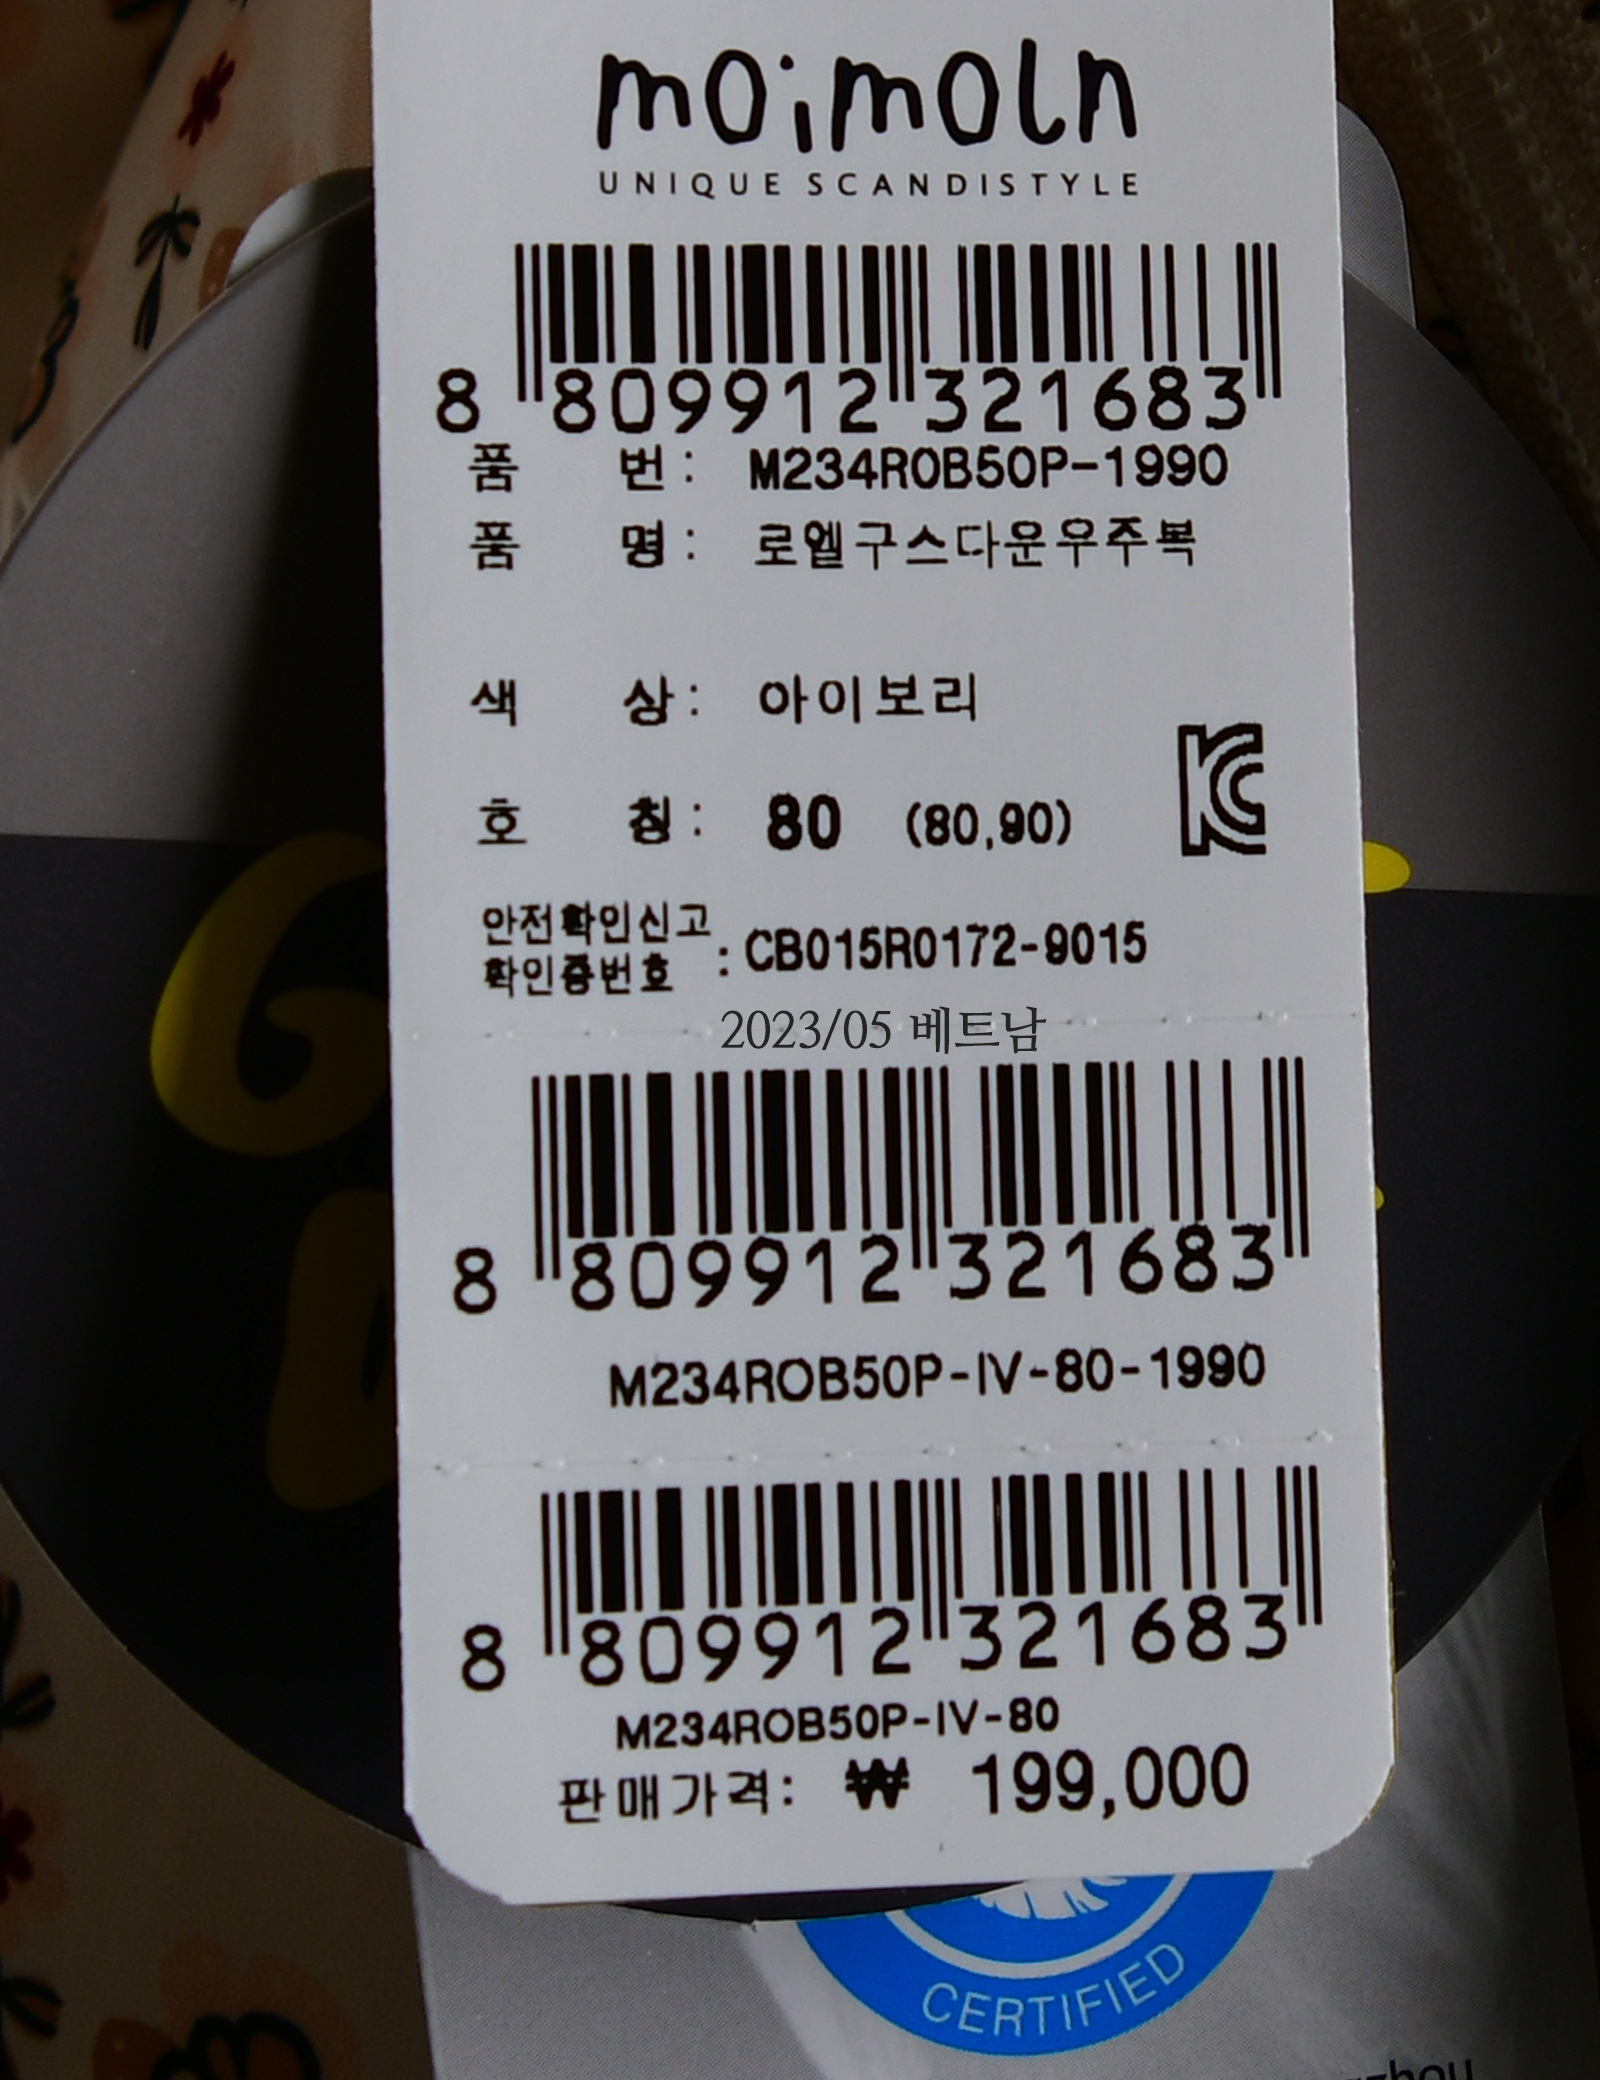 moimoln
UNIQUE SCANDISTYLE
8 809912 321683
품 번 : M234ROB50P-1990
품 명 : 로엘구스다운우주복
색 상 : 아이보리
호 칭 : 80 (80,90)
안전확인신고
확인증번호 : CB015R0172-9015
2023/05 베트남
8 809912 321683
M234ROB50P-IV-80-1990
8 809912 321683
M234ROB50P-IV-80
판매가격: ₩ 199,000
CERTIFIED